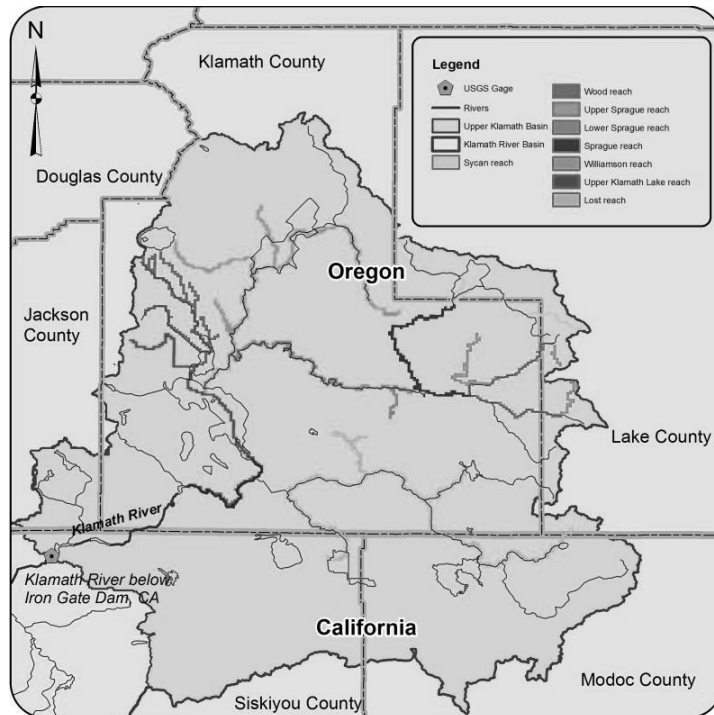 N
Klamath County
Legend
USGS Gage
Rivers
Upper Klamath Basin
Klamath River Basin
Sycan reach
Wood reach
Upper Sprague reach
Lower Sprague reach
Sprague reach
Williamson reach
Upper Klamath Lake reach
Lost reach
Douglas County
Oregon
Jackson
County
Lake County
Klamath River
Klamath River below
Iron Gate Dam, CA
California
Modoc County
Siskiyou County